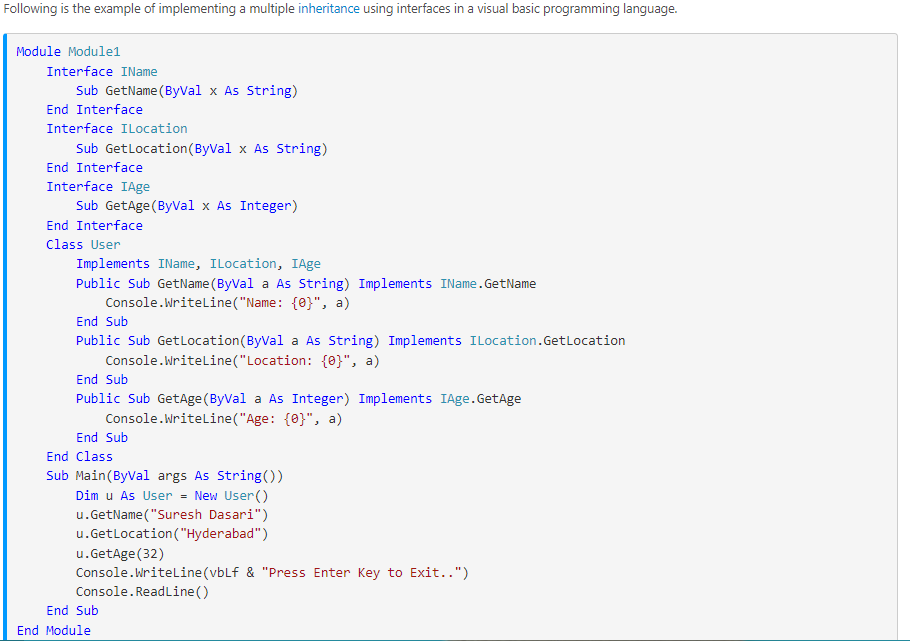 Following is the example of implementing a multiple inheritance using interfaces in a visual basic programming language.
Module Module1
    Interface IName
        Sub GetName(ByVal x As String)
    End Interface
    Interface ILocation
        Sub GetLocation(ByVal x As String)
    End Interface
    Interface IAge
        Sub GetAge(ByVal x As Integer)
    End Interface
    Class User
        Implements IName, ILocation, IAge
        Public Sub GetName(ByVal a As String) Implements IName.GetName
            Console.WriteLine("Name: {0}", a)
        End Sub
        Public Sub GetLocation(ByVal a As String) Implements ILocation.GetLocation
            Console.WriteLine("Location: {0}", a)
        End Sub
        Public Sub GetAge(ByVal a As Integer) Implements IAge.GetAge
            Console.WriteLine("Age: {0}", a)
        End Sub
    End Class
    Sub Main(ByVal args As String())
        Dim u As User = New User()
        u.GetName("Suresh Dasari")
        u.GetLocation("Hyderabad")
        u.GetAge(32)
        Console.WriteLine(vbLf & "Press Enter Key to Exit..")
        Console.ReadLine()
    End Sub
End Module